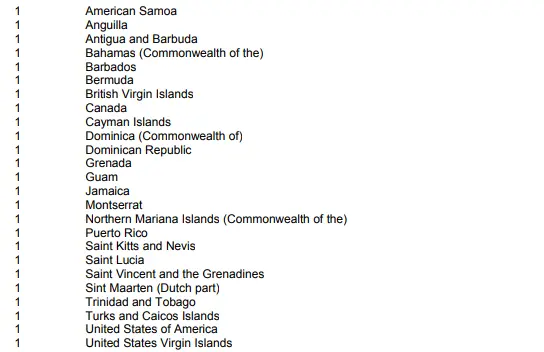 1 American Samoa
1 Anguilla
1 Antigua and Barbuda
1 Bahamas (Commonwealth of the)
1 Barbados
1 Bermuda
1 British Virgin Islands
1 Canada
1 Cayman Islands
1 Dominica (Commonwealth of)
1 Dominican Republic
1 Grenada
1 Guam
1 Jamaica
1 Montserrat
1 Northern Mariana Islands (Commonwealth of the)
1 Puerto Rico
1 Saint Kitts and Nevis
1 Saint Lucia
1 Saint Vincent and the Grenadines
1 Sint Maarten (Dutch part)
1 Trinidad and Tobago
1 Turks and Caicos Islands
1 United States of America
1 United States Virgin Islands